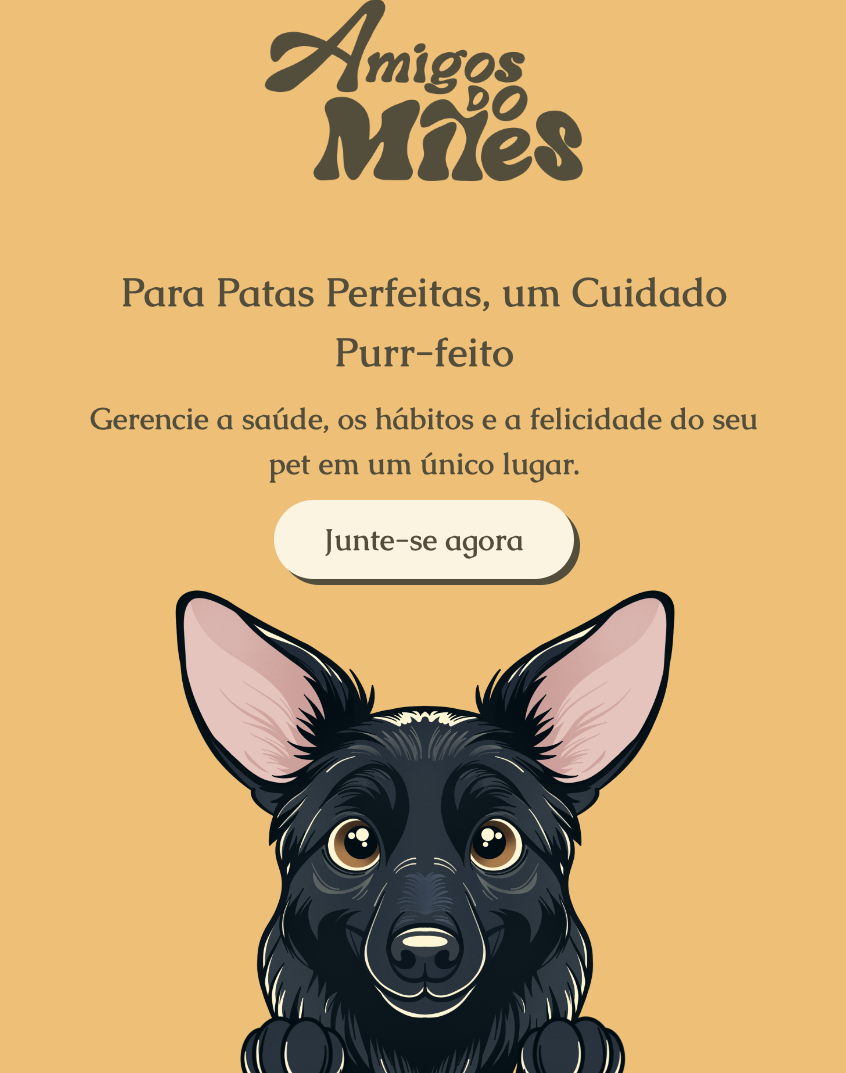 Amigos
DO
Miles
Para Patas Perfeitas, um Cuidado
Purr-feito
Gerencie a saúde, os hábitos e a felicidade do seu
pet em um único lugar.
Junte-se agora